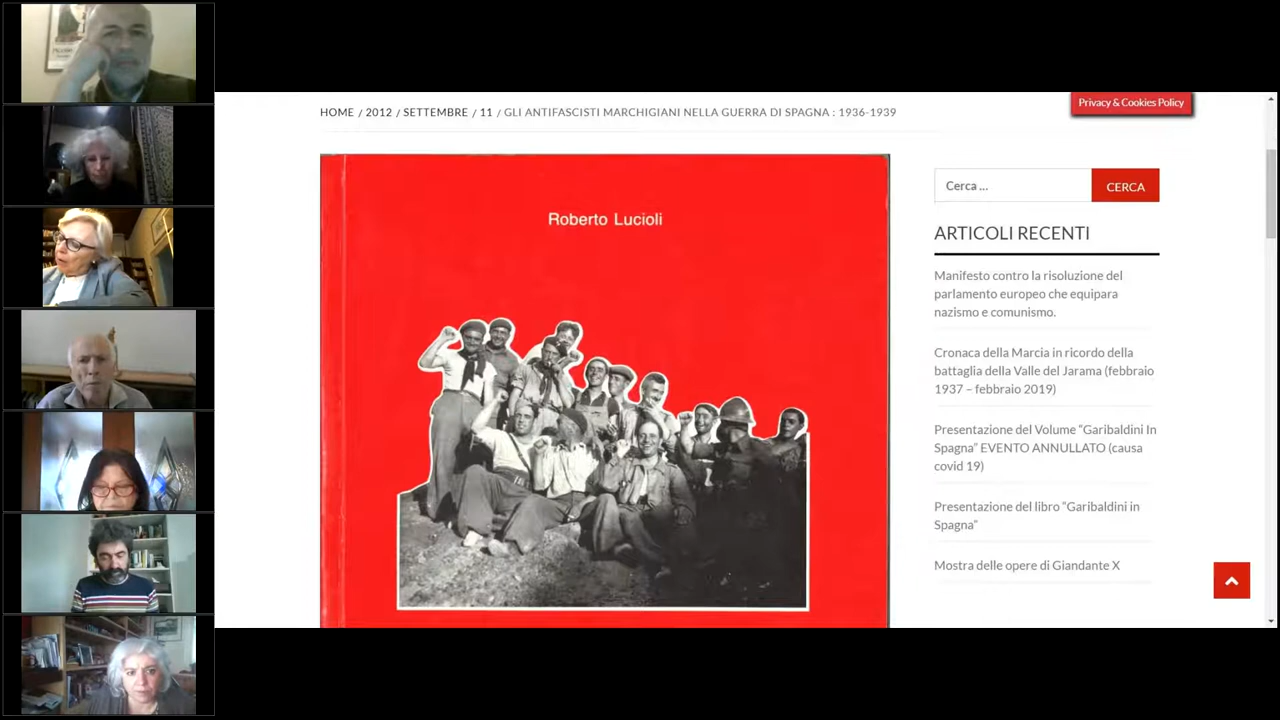 HOME / 2012 / SETTEMBRE / 11 / GLI ANTIFASCISTI MARCHIGIANI NELLA GUERRA DI SPAGNA : 1936-1939
Privacy & Cookies Policy
Roberto Lucioli
Cerca ...
CERCA
ARTICOLI RECENTI
Manifesto contro la risoluzione del
parlamento europeo che equipara
nazismo e comunismo.
Cronaca della Marcia in ricordo della
battaglia della Valle del Jarama (febbraio
1937 – febbraio 2019)
Presentazione del Volume “Garibaldini In
Spagna” EVENTO ANNULLATO (causa
covid 19)
Presentazione del libro “Garibaldini in
Spagna”
Mostra delle opere di Giandante X